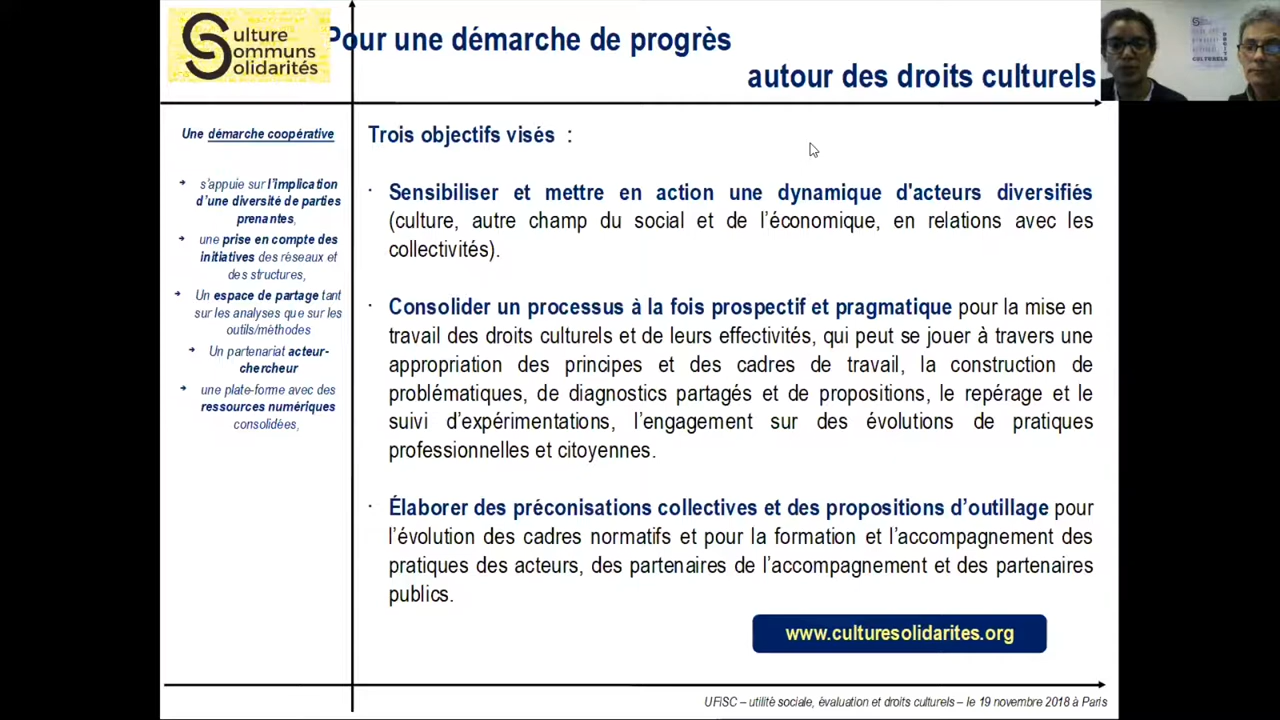 Culture
Communs
Solidarités
Pour une démarche de progrès
autour des droits culturels
Une démarche coopérative
s'appuie sur l'implication
d'une diversité de parties
prenantes,
une prise en compte des
initiatives des réseaux et
des structures,
Un espace de partage tant
sur les analyses que sur les
outils/méthodes
Un partenariat acteur-
chercheur
une plate-forme avec des
ressources numériques
consolidées,
Trois objectifs visés :
Sensibiliser et mettre en action une dynamique d'acteurs diversifiés
(culture, autre champ du social et de l'économique, en relations avec les
collectivités).
Consolider un processus à la fois prospectif et pragmatique pour la mise en
travail des droits culturels et de leurs effectivités, qui peut se jouer à travers une
appropriation des principes et des cadres de travail, la construction de
problématiques, de diagnostics partagés et de propositions, le repérage et le
suivi d'expérimentations, l'engagement sur des évolutions de pratiques
professionnelles et citoyennes.
Élaborer des préconisations collectives et des propositions d'outillage pour
l'évolution des cadres normatifs et pour la formation et l'accompagnement des
pratiques des acteurs, des partenaires de l'accompagnement et des partenaires
publics.
www.culturesolidarites.org
UFISC – utilité sociale, évaluation et droits culturels – le 19 novembre 2018 à Paris